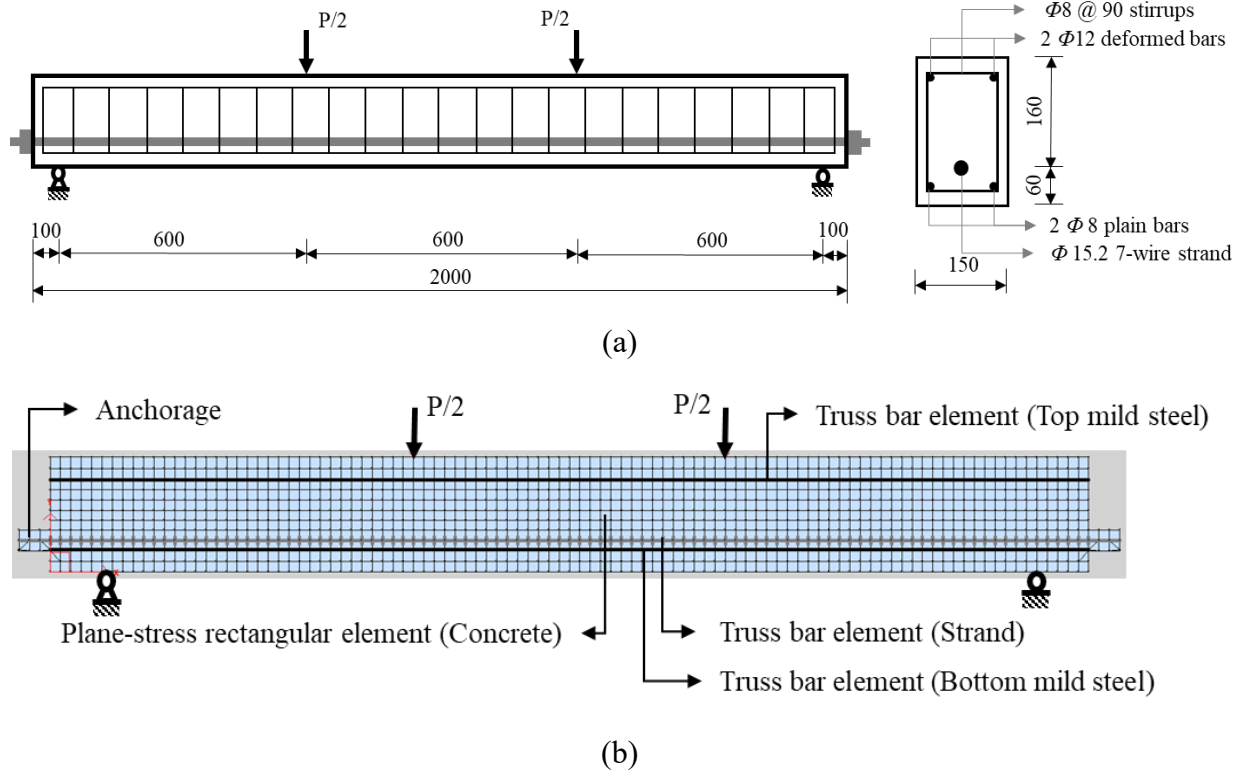 P/2
P/2
Φ8 @ 90 stirrups
2 Φ12 deformed bars
160
60
2 Φ 8 plain bars
Φ 15.2 7-wire strand
150
100
600
600
600
100
2000
(a)
Anchorage
P/2
P/2
Truss bar element (Top mild steel)
Plane-stress rectangular element (Concrete)
Truss bar element (Strand)
Truss bar element (Bottom mild steel)
(b)